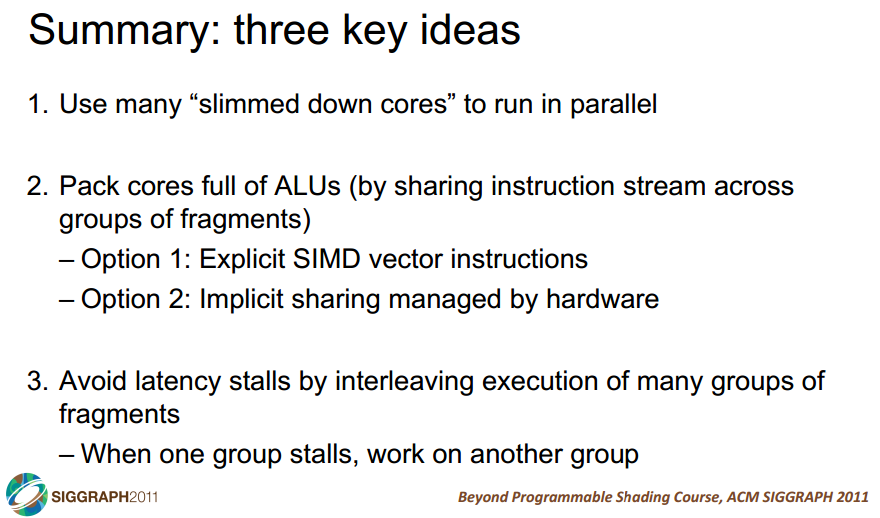 Summary: three key ideas
1. Use many “slimmed down cores” to run in parallel
2. Pack cores full of ALUs (by sharing instruction stream across
groups of fragments)
– Option 1: Explicit SIMD vector instructions
– Option 2: Implicit sharing managed by hardware
3. Avoid latency stalls by interleaving execution of many groups of
fragments
– When one group stalls, work on another group
SIGGRAPH2011
Beyond Programmable Shading Course, ACM SIGGRAPH 2011